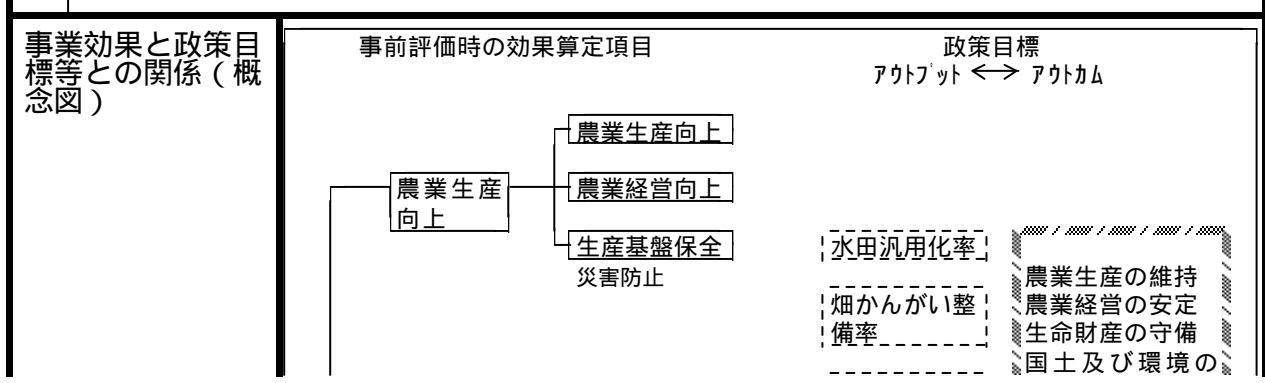 事業効果と政策目
標等との関係（概
念図）
事前評価時の効果算定項目
政策目標
ｱｳﾄﾌﾟｯﾄ ⟷ ｱｳﾄｶﾑ
農業生産向上
農業生産
向上
農業経営向上
生産基盤保全
災害防止
水田汎用化率
畑かんがい整
備率
農業生産の維持
農業経営の安定
生命財産の守備
国土及び環境の